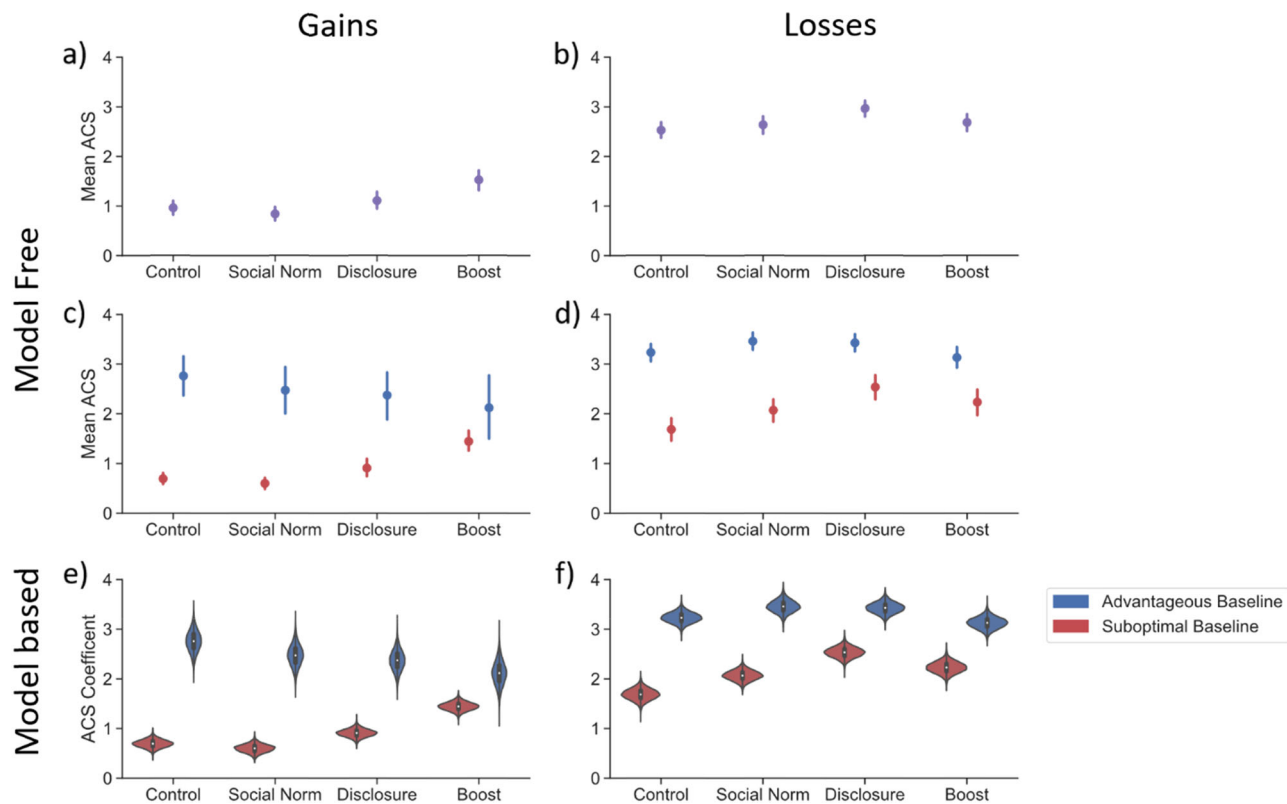 Gains
Losses
a)
b)
4
3
2
1
0
Mean ACS
Control
Social Norm
Disclosure
Boost
4
3
2
1
0
Mean ACS
Control
Social Norm
Disclosure
Boost
Model Free
c)
d)
4
3
2
1
0
Mean ACS
Control
Social Norm
Disclosure
Boost
4
3
2
1
0
Control
Social Norm
Disclosure
Boost
Model based
e)
f)
4
3
2
1
0
ACS Coefficent
Control
Social Norm
Disclosure
Boost
4
3
2
1
0
Control
Social Norm
Disclosure
Boost
Advantageous Baseline
Suboptimal Baseline